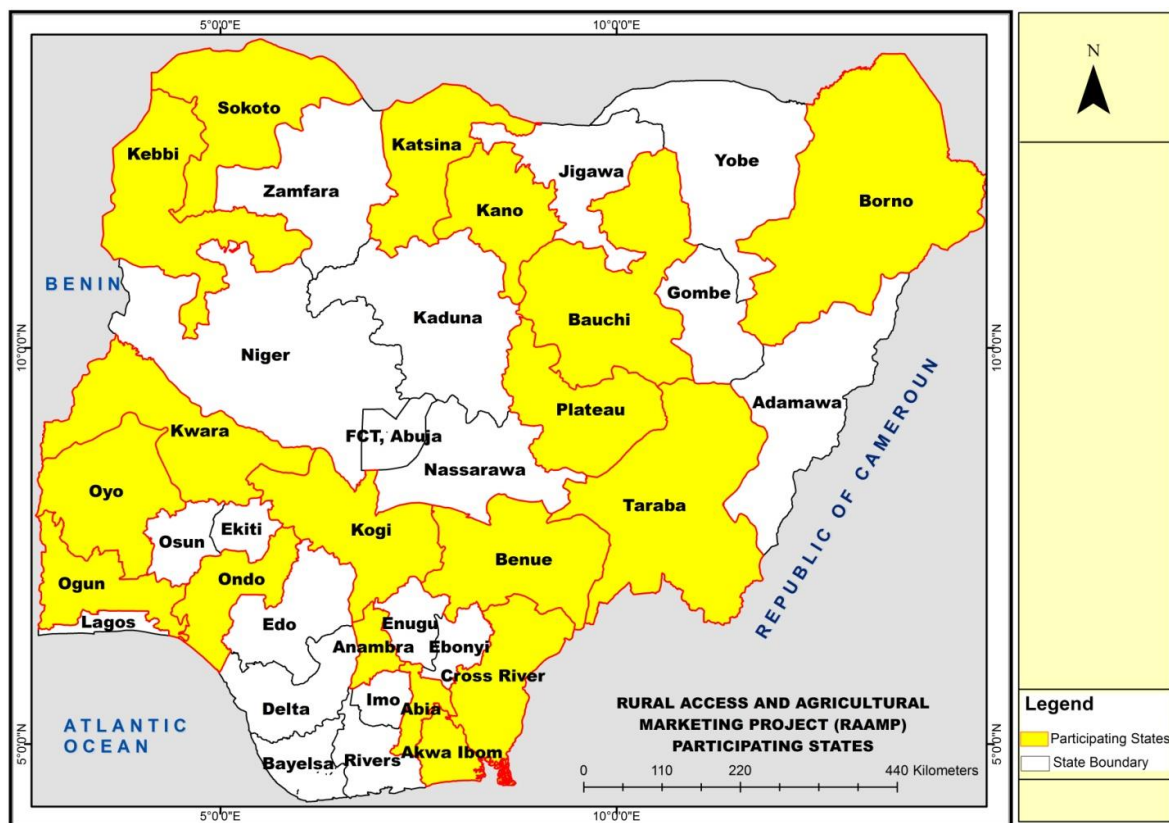 5°0'0"E
10°0'0"E
N
Sokoto
Katsina
Kebbi
Yobe
Jigawa
Zamfara
Borno
Kano
BENIN
Gombe
Kaduna
Bauchi
Niger
10°0'0"N
10°0'0"N
Adamawa
Plateau
Kwara
FCT, Abuja
Nassarawa
Oyo
Taraba
Kogi
Ekiti
Osun
Benue
Ondo
Ogun
Lagos
Edo
Enugu
Anambra
Ebonyi
Cross River
REPUBLIC OF CAMEROUN
Imo
Abia
Delta
ATLANTIC
OCEAN
Bayelsa
Rivers
Akwa Ibom
5°0'0"N
5°0'0"N
RURAL ACCESS AND AGRICULTURAL
MARKETING PROJECT (RAAMP)
PARTICIPATING STATES
0 110 220 440 Kilometers
5°0'0"E
10°0'0"E
Legend
Participating States
State Boundary